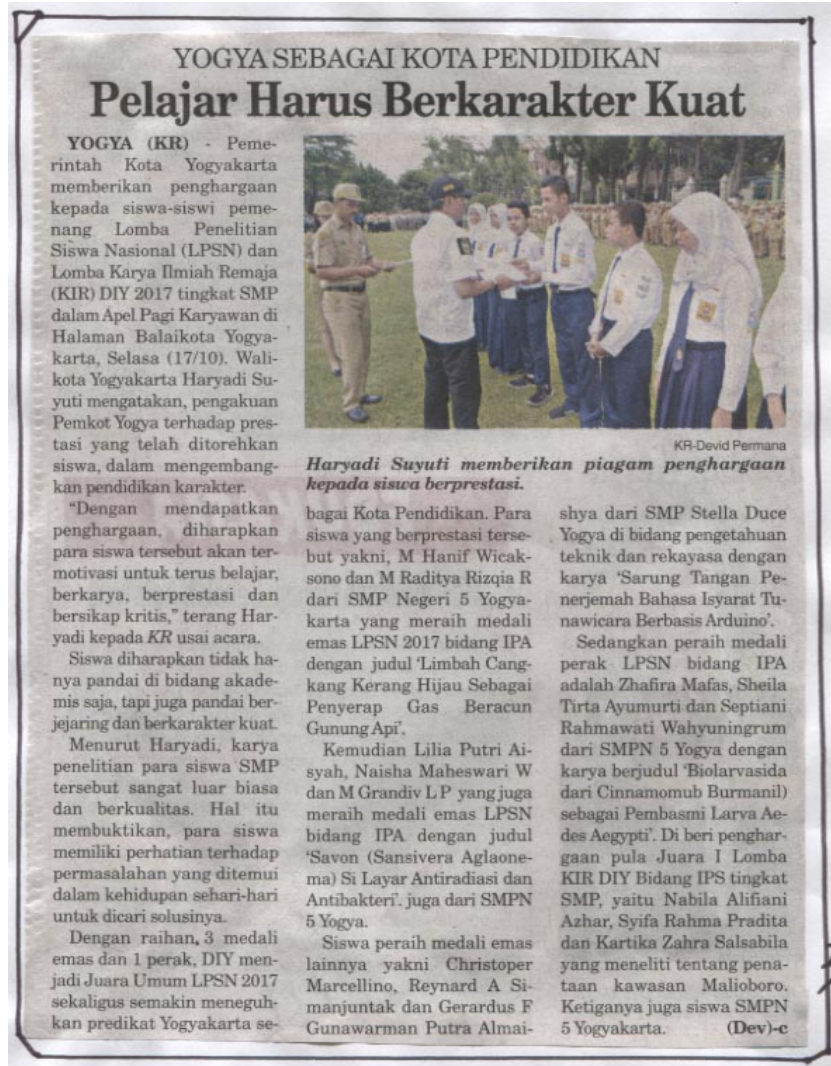 YOGYA SEBAGAI KOTA PENDIDIKAN
Pelajar Harus Berkarakter Kuat
YOGYA (KR) - Peme-
rintah Kota Yogyakarta
memberikan penghargaan
kepada siswa-siswi peme-
nang Lomba Penelitian
Siswa Nasional (LPSN) dan
Lomba Karya Ilmiah Remaja
(KIR) DIY 2017 tingkat SMP
dalam Apel Pagi Karyawan di
Halaman Balaikota Yogya-
karta, Selasa (17/10). Wali-
kota Yogyakarta Haryadi Su-
yuti mengatakan, pengakuan
Pemkot Yogya terhadap pres-
tasi yang telah ditorehkan
siswa, dalam mengembang-
kan pendidikan karakter.
"Dengan mendapatkan
penghargaan, diharapkan
para siswa tersebut akan ter-
motivasi untuk terus belajar,
berkarya, berprestasi dan
bersikap kritis," terang Har-
yadi kepada KR usai acara.
Siswa diharapkan tidak ha-
nya pandai di bidang akade-
mis saja, tapi juga pandai ber-
jejaring dan berkarakter kuat.
Menurut Haryadi, karya
penelitian para siswa SMP
tersebut sangat luar biasa
dan berkualitas. Hal itu
membuktikan, para siswa
memiliki perhatian terhadap
permasalahan yang ditemui
dalam kehidupan sehari-hari
untuk dicari solusinya.
Dengan raihan 3 medali
emas dan 1 perak, DIY men-
jadi Juara Umum LPSN 2017
sekaligus semakin meneguh-
kan predikat Yogyakarta se-
KR-Devid Permana
Haryadi Suyuti memberikan piagam penghargaan
kepada siswa berprestasi.
bagai Kota Pendidikan. Para
siswa yang berprestasi terse-
but yakni, M Hanif Wicak-
sono dan M Raditya Rizqia R
dari SMP Negeri 5 Yogya-
karta yang meraih medali
emas LPSN 2017 bidang IPA
dengan judul 'Limbah Cang-
kang Kerang Hijau Sebagai
Penyerap Gas Beracun
Gunung Api'.
Kemudian Lilia Putri Ai-
syah, Naisha Maheswari W
dan M Grandiv L P yang juga
meraih medali emas LPSN
bidang IPA dengan judul
'Savon (Sansivera Aglaone-
ma) Si Layar Antiradiasi dan
Antibakteri'. juga dari SMPN
5 Yogya.
Siswa peraih medali emas
lainnya yakni Christoper
Marcellino, Reynard A Si-
manjuntak dan Gerardus F
Gunawarman Putra Almai-
shya dari SMP Stella Duce
Yogya di bidang pengetahuan
teknik dan rekayasa dengan
karya 'Sarung Tangan Pe-
nerjemah Bahasa Isyarat Tu-
nawicara Berbasis Arduino'.
Sedangkan peraih medali
perak LPSN bidang IPA
adalah Zhafira Mafas, Sheila
Tirta Ayumurti dan Septiani
Rahmawati Wahyuningrum
dari SMPN 5 Yogya dengan
karya berjudul 'Biolarvasida
dari Cinnamomub Burmanil)
sebagai Pembasmi Larva Ae-
des Aegypti'. Di beri penghar-
gaan pula Juara I Lomba
KIR DIY Bidang IPS tingkat
SMP, yaitu Nabila Alifiani
Azhar, Syifa Rahma Pradita
dan Kartika Zahra Salsabila
yang meneliti tentang pena-
taan kawasan Malioboro.
Ketiganya juga siswa SMPN
5 Yogyakarta. (Dev)-c